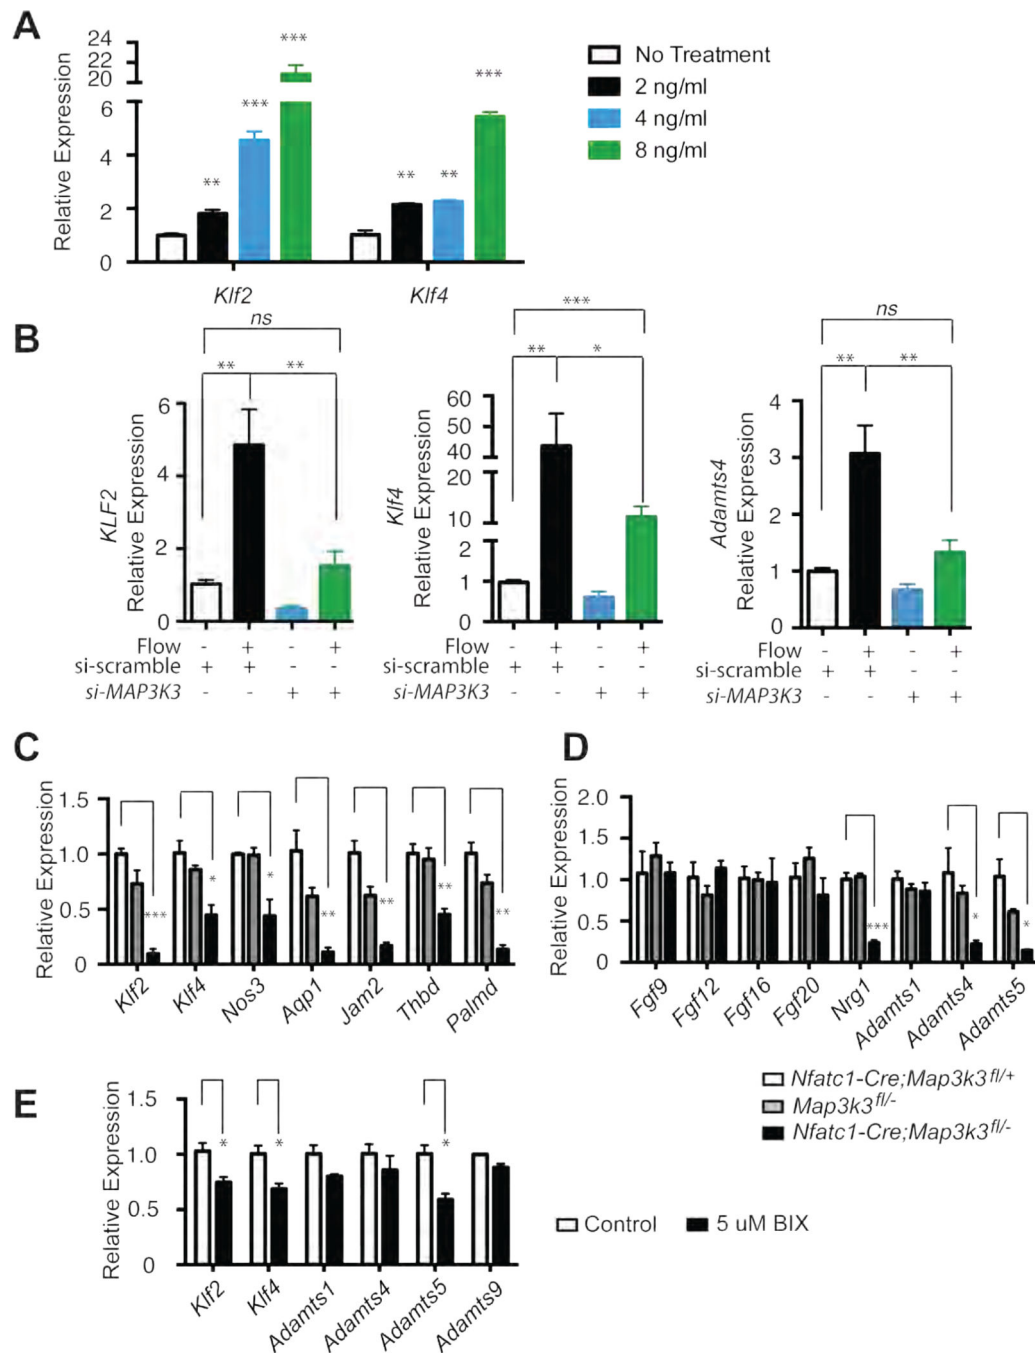 A
Relative Expression
24
22
20
6
4
2
0
***
***
**
***
**
**
Klf2
Klf4
No Treatment
2 ng/ml
4 ng/ml
8 ng/ml
B
ns
**
**
KLF2
Relative Expression
6
4
2
0
***
**
*
Klf4
Relative Expression
60
50
40
20
10
2
1
0
ns
**
**
Adamts4
Relative Expression
4
3
2
1
0
Flow - + - +
si-scramble + + - -
si-MAP3K3 - - + +
Flow - + - +
si-scramble + + - -
si-MAP3K3 - - + +
Flow - + - +
si-scramble + + - -
si-MAP3K3 - - + +
C
Relative Expression
1.5
1.0
0.5
0
***
*
*
**
**
**
**
Klf2
Klf4
Nos3
Aqp1
Jam2
Thbd
Palmd
D
Relative Expression
2.0
1.5
1.0
0.5
0
***
*
*
Fgf9
Fgf12
Fgf16
Fgf20
Nrg1
Adamts1
Adamts4
Adamts5
Nfatc1-Cre;Map3k3fl/+
Map3k3fl/-
Nfatc1-Cre;Map3k3fl/-
E
Relative Expression
1.5
1.0
0.5
0
*
*
*
Klf2
Klf4
Adamts1
Adamts4
Adamts5
Adamts9
Control
5 uM BIX